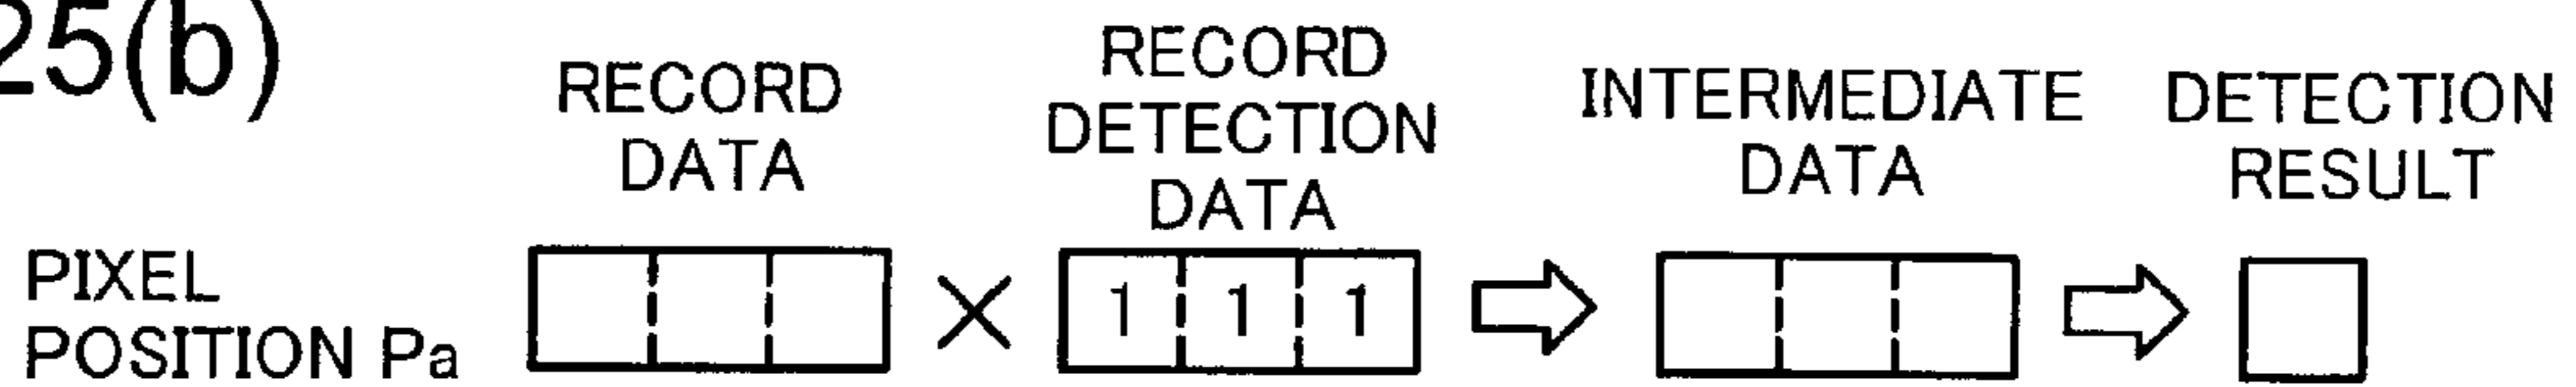 25(b)
RECORD
DATA
RECORD
DETECTION
DATA
INTERMEDIATE
DATA
DETECTION
RESULT
PIXEL
POSITION Pa
× 1 1 1